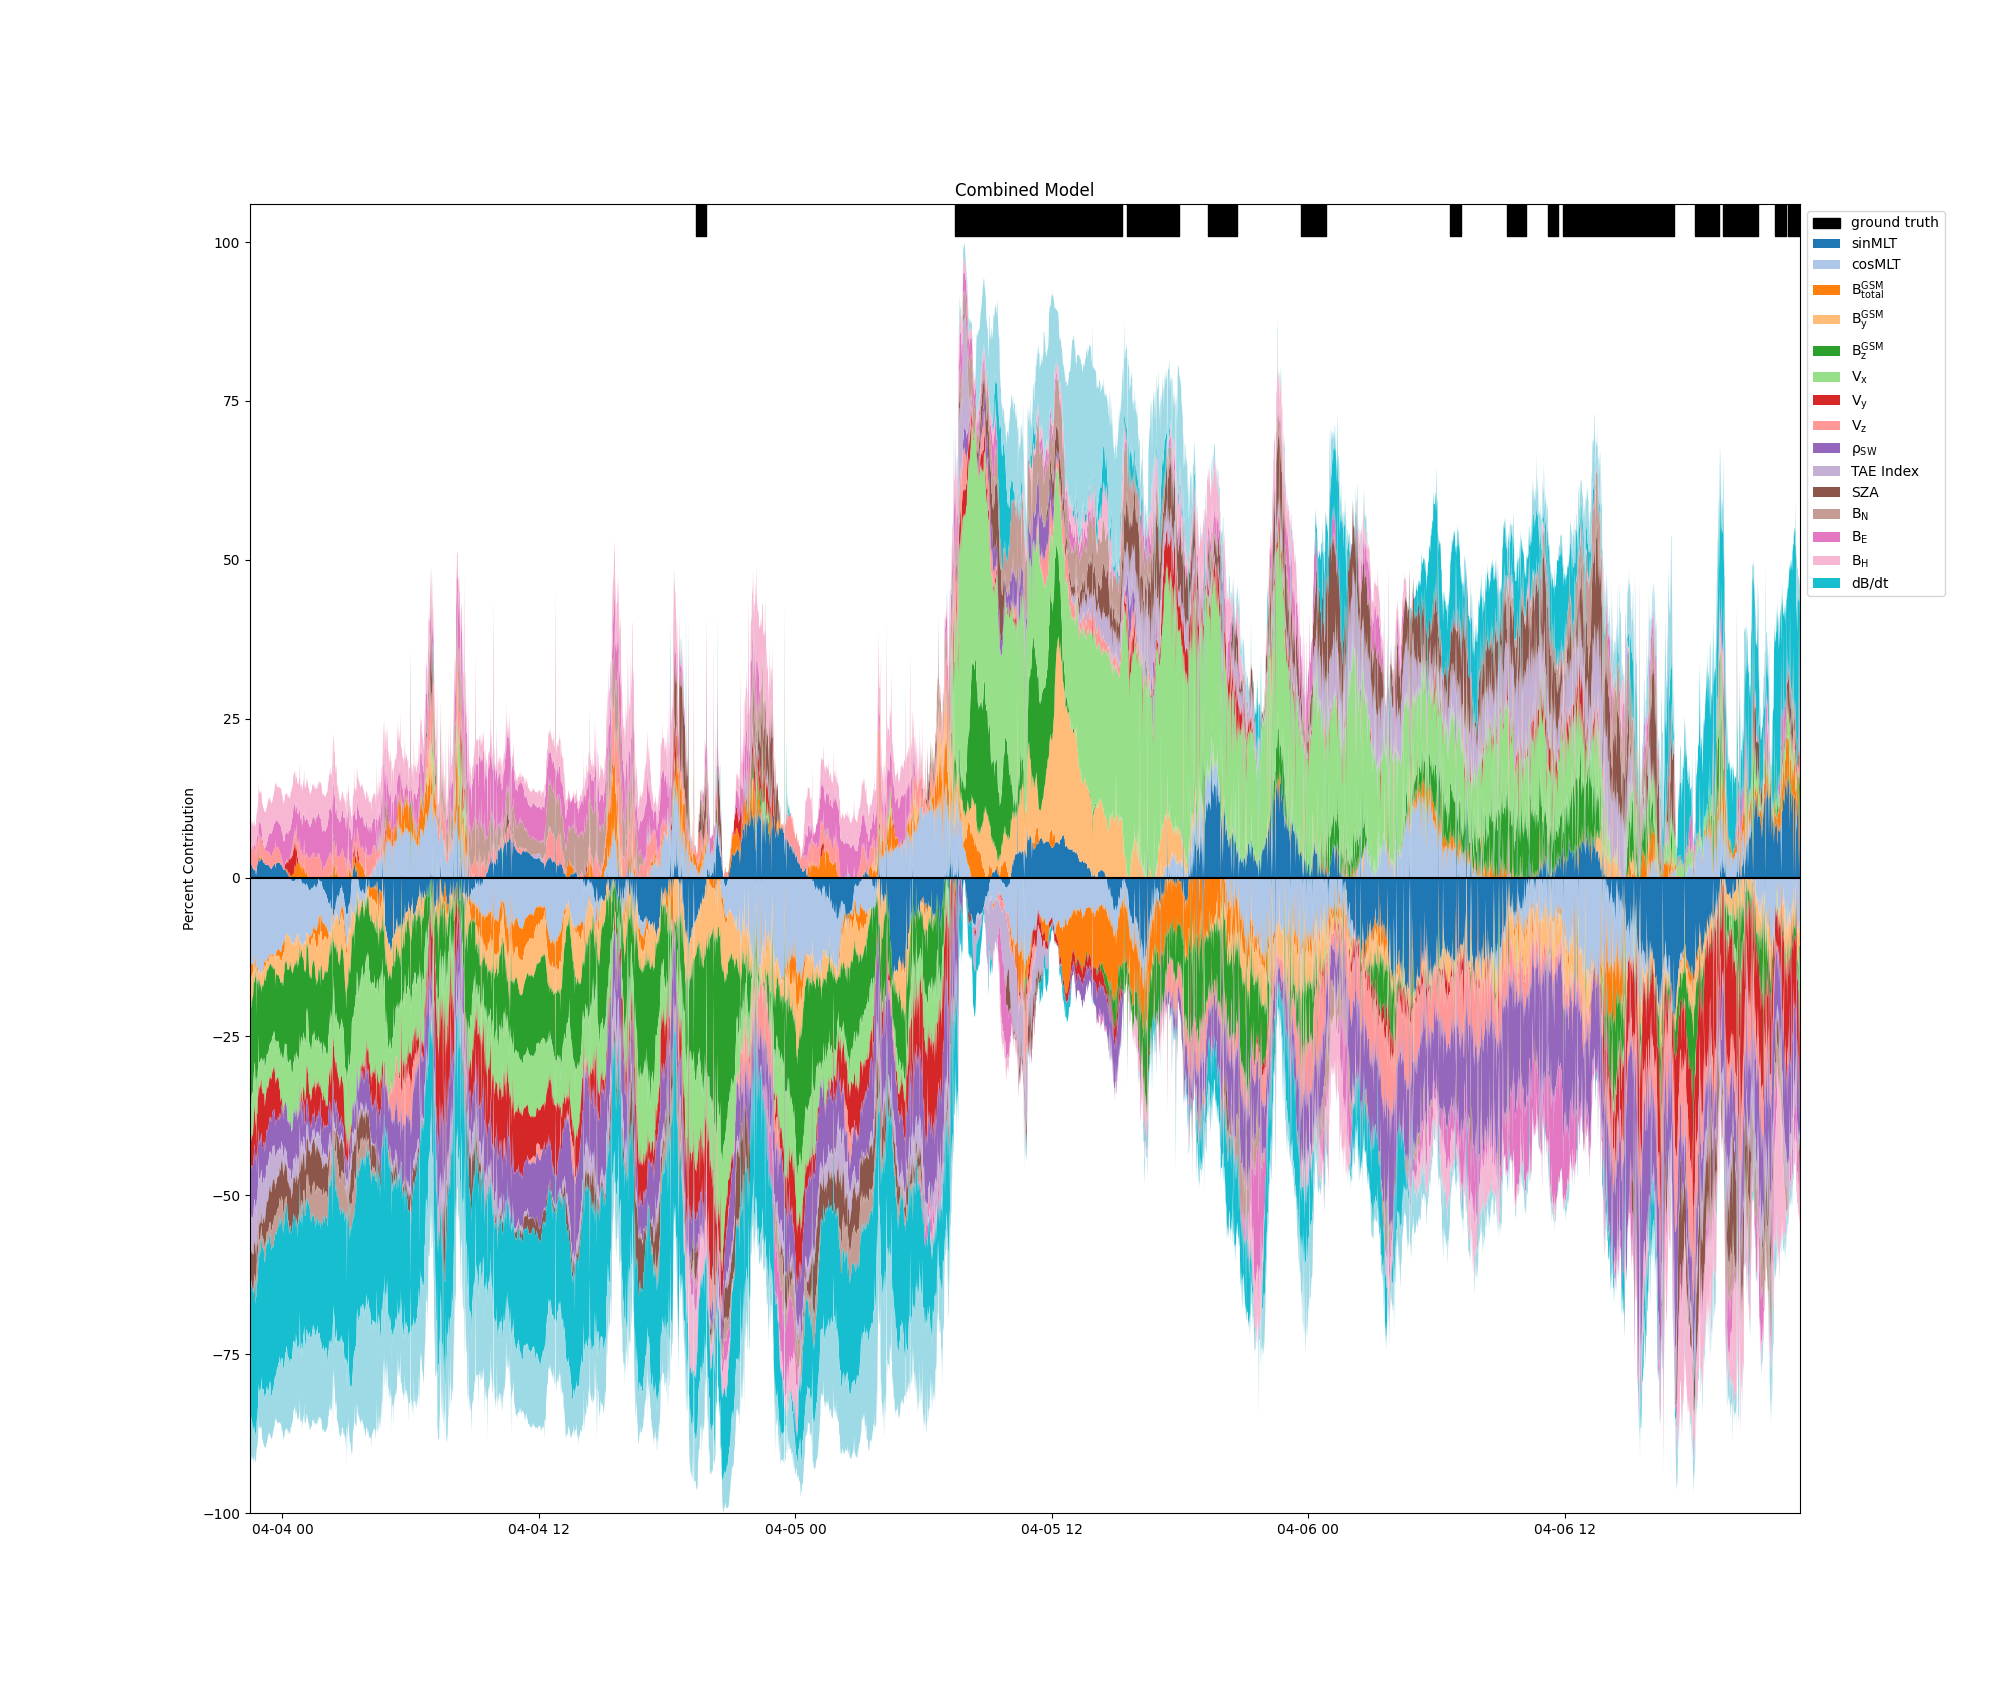 Combined Model
100
75
50
25
0
−25
−50
−75
−100
Percent Contribution
04-04 00
04-04 12
04-05 00
04-05 12
04-06 00
04-06 12
ground truth
sinMLT
cosMLT
B_total^GSM
B_y^GSM
B_z^GSM
V_x
V_y
V_z
ρ_SW
TAE Index
SZA
B_N
B_E
B_H
dB/dt